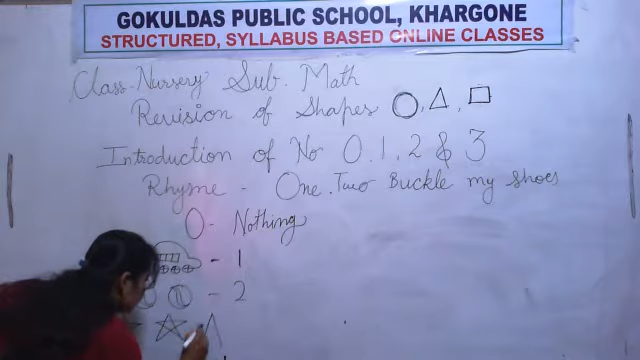 GOKULDAS PUBLIC SCHOOL, KHARGONE
STRUCTURED, SYLLABUS BASED ONLINE CLASSES
Class-Nursery Sub. Math
Revision of Shapes
Introduction of No 0, 1, 2 & 3
Rhyme - One. Two Buckle my shoes
0 - Nothing
- 1
- 2